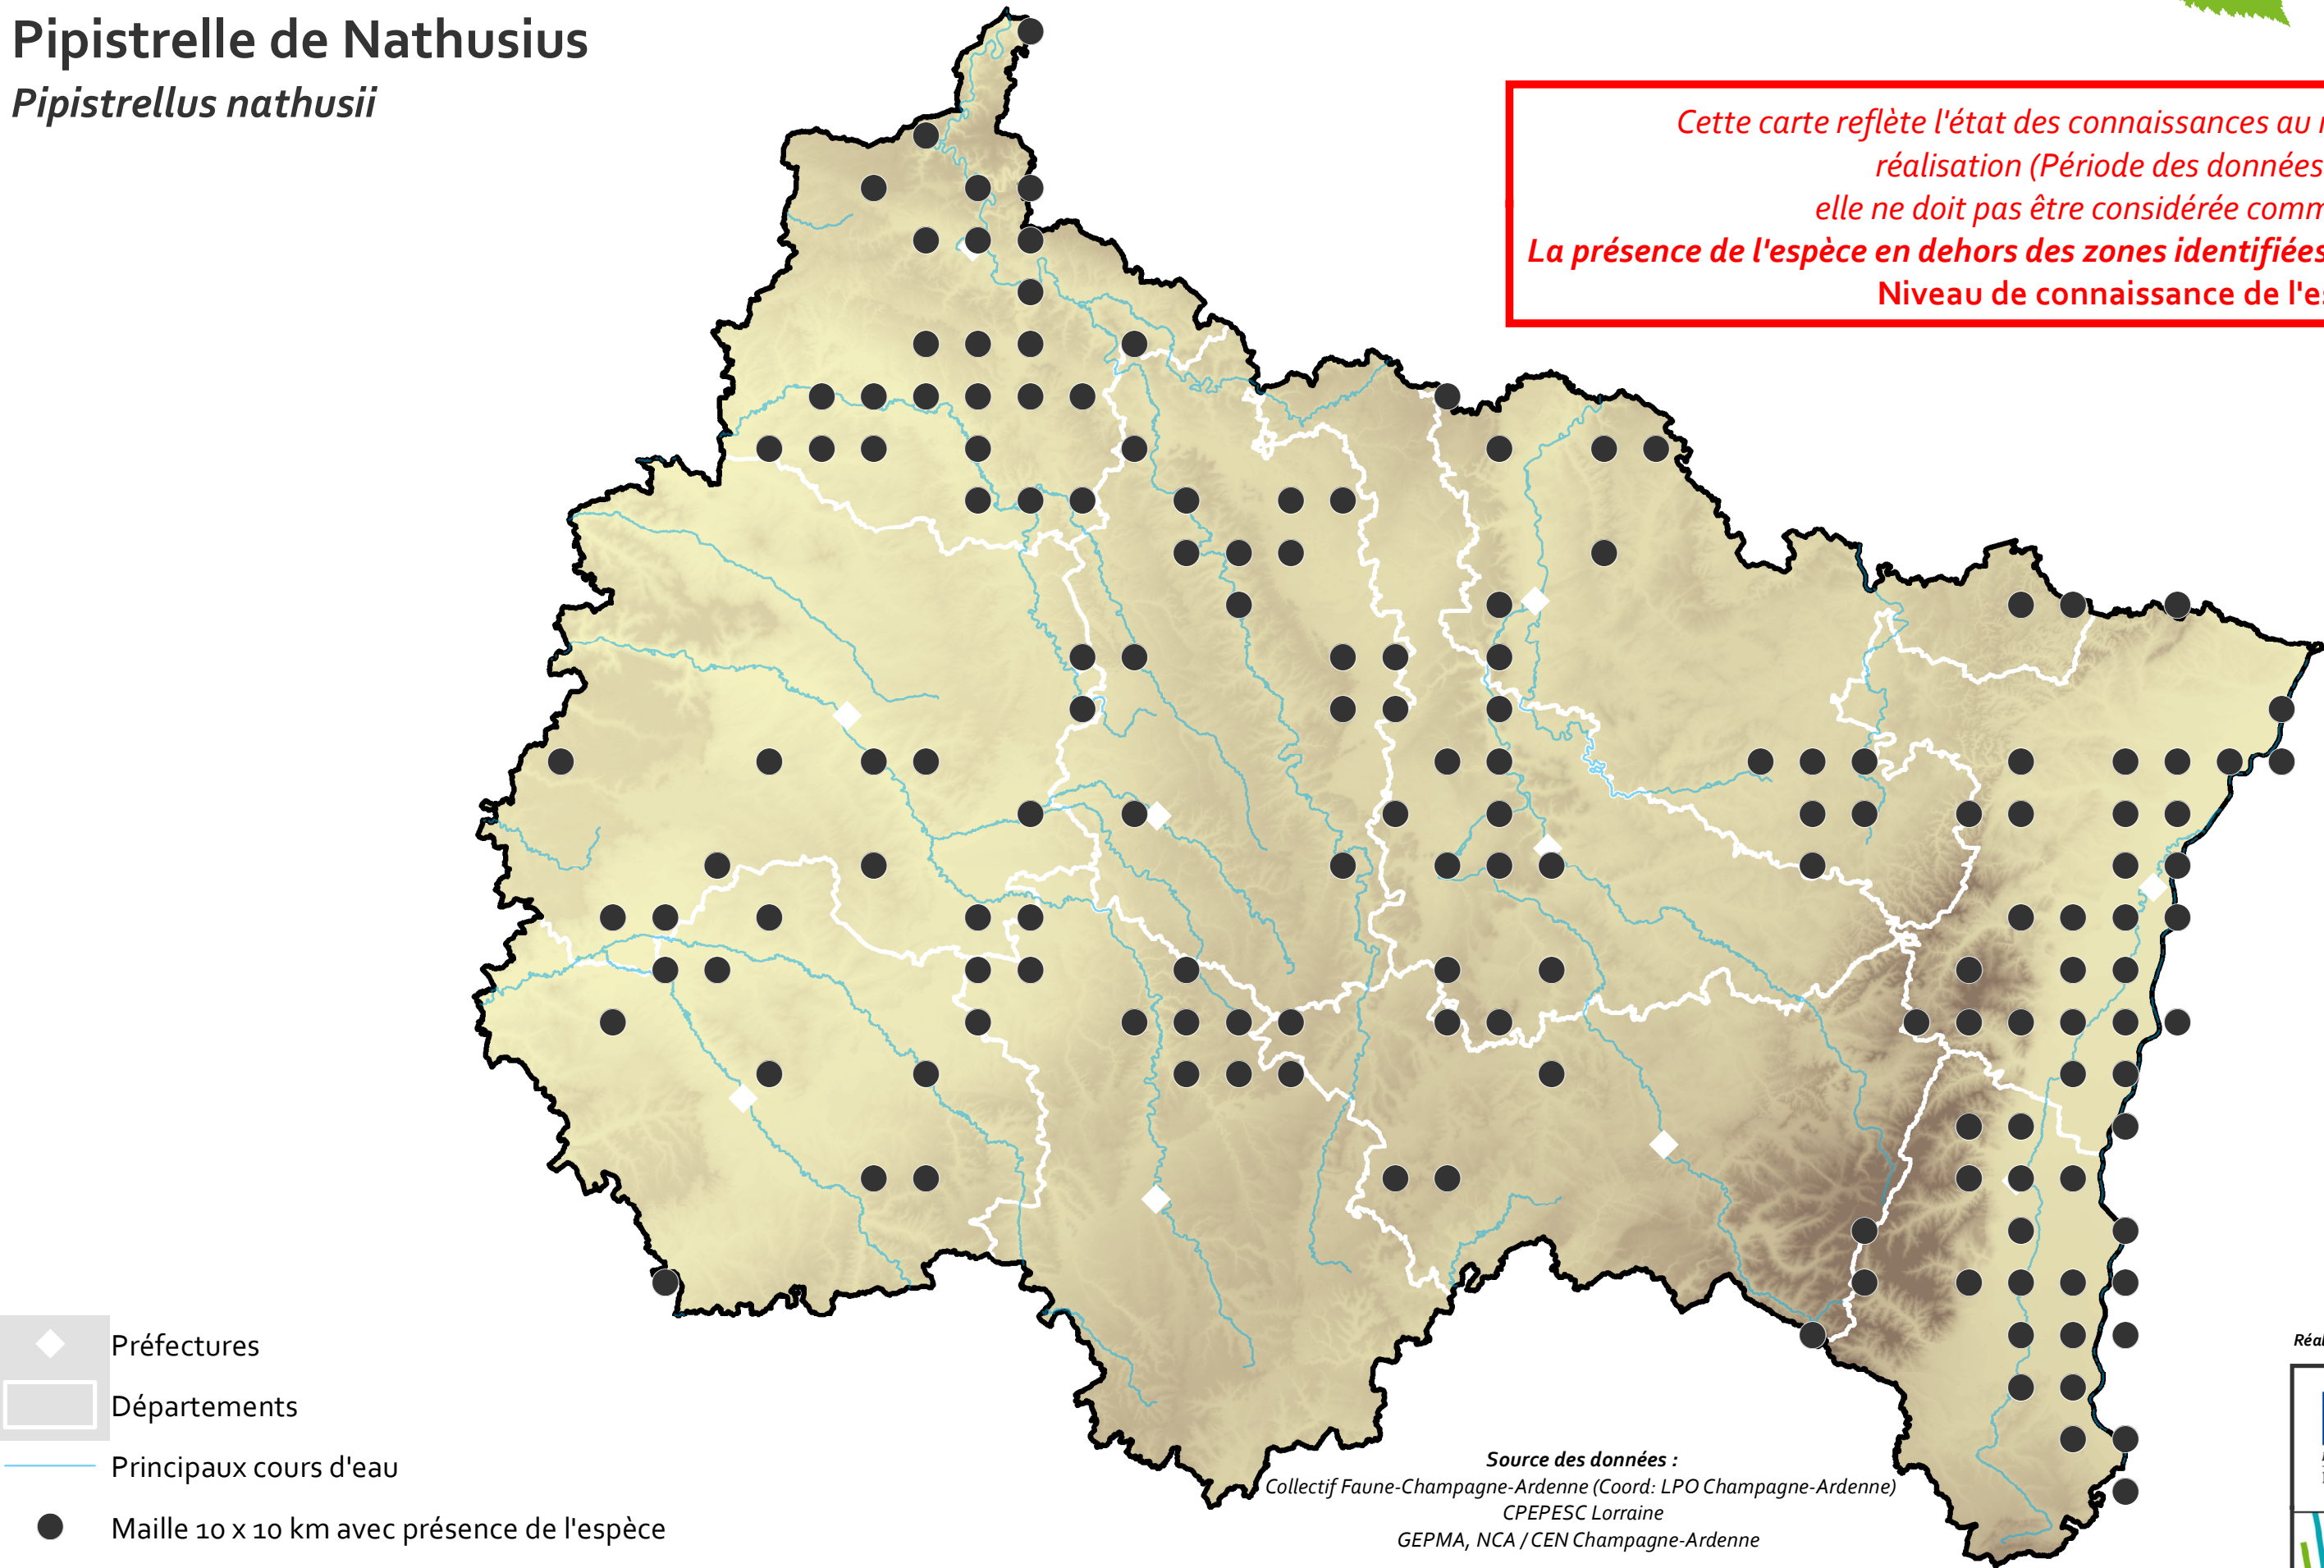 Pipistrelle de Nathusius
Pipistrellus nathusii
Cette carte reflète l'état des connaissances au
réalisation (Période des données
elle ne doit pas être considérée comm
La présence de l'espèce en dehors des zones identifiées
Niveau de connaissance de l'es
Préfectures
Départements
Principaux cours d'eau
Maille 10 x 10 km avec présence de l'espèce
Source des données :
Collectif Faune-Champagne-Ardenne (Coord: LPO Champagne-Ardenne)
CPEPESC Lorraine
GEPMA, NCA / CEN Champagne-Ardenne
Réal